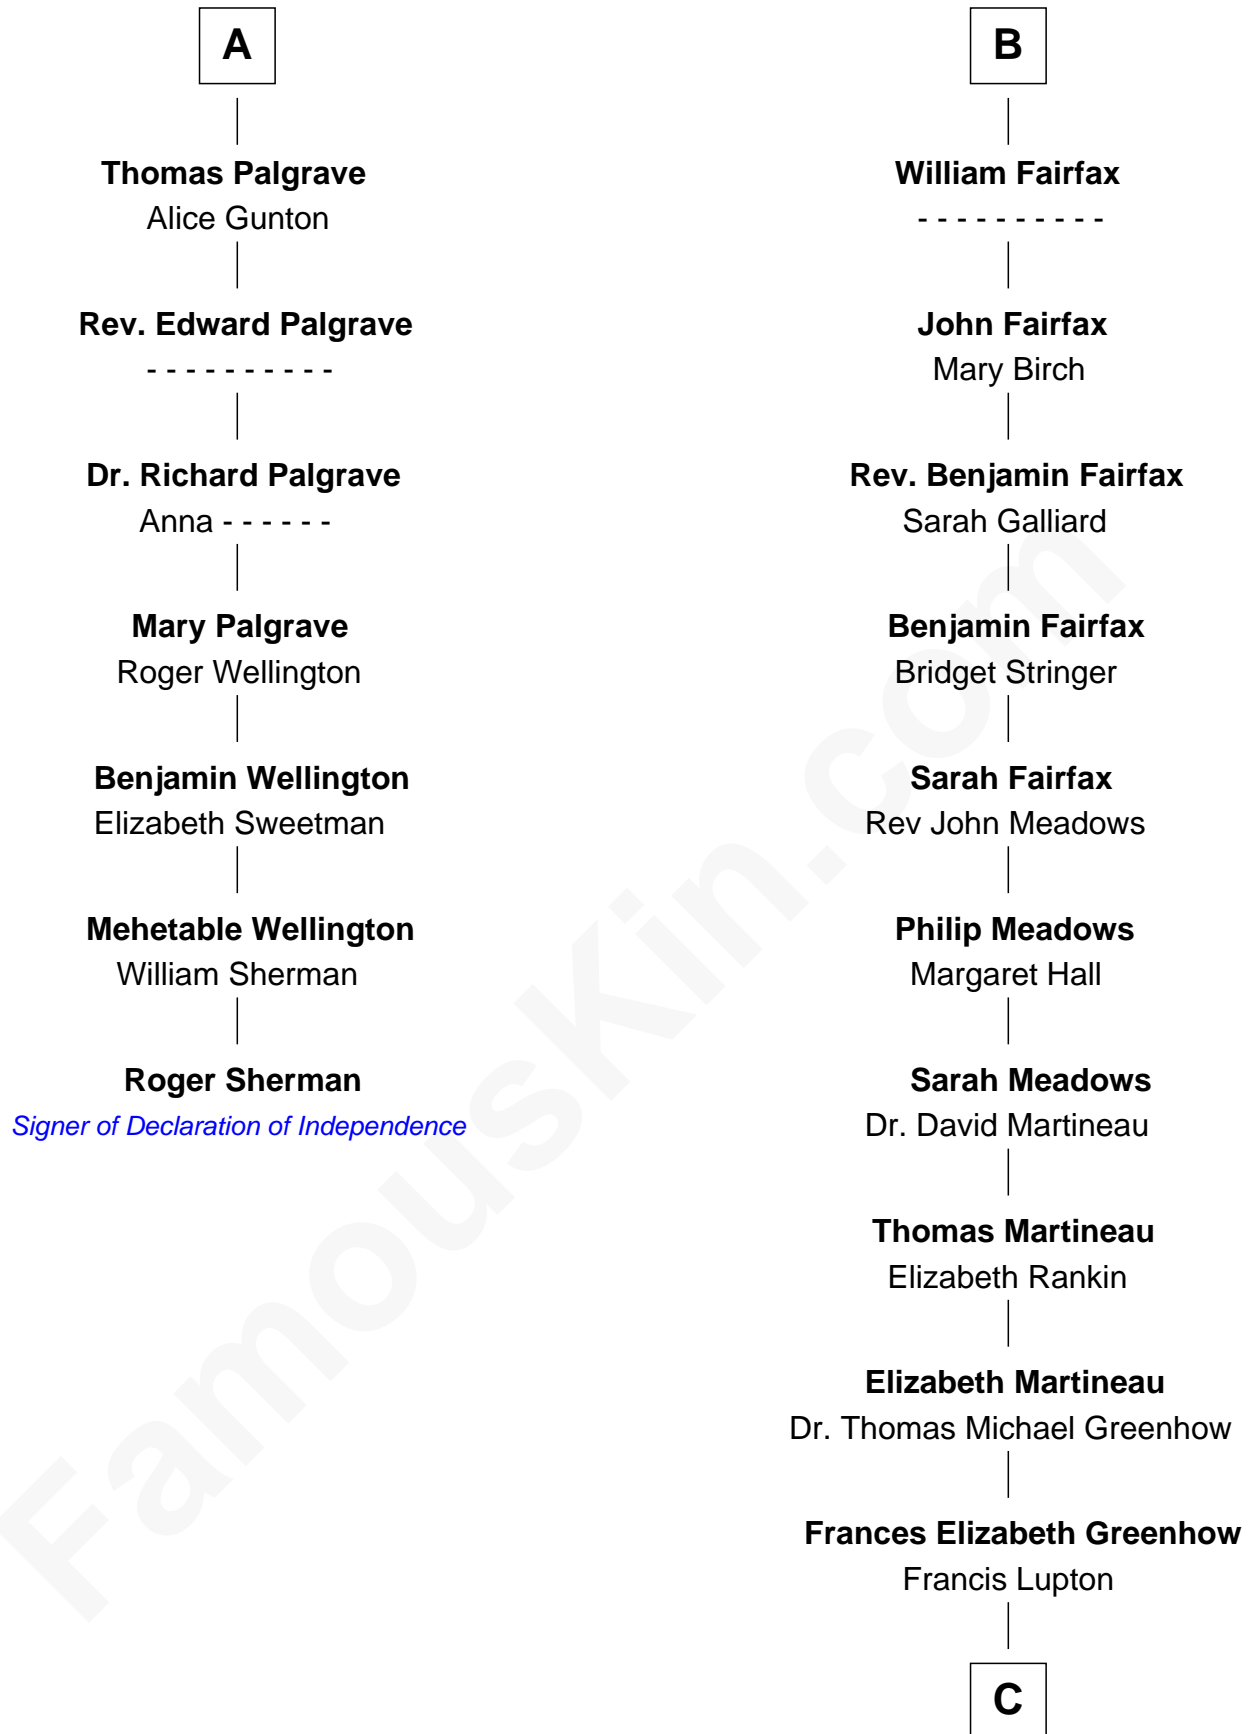 A
Thomas Palgrave
Alice Gunton
Rev. Edward Palgrave
- - - - - - - - - -
Dr. Richard Palgrave
Anna - - - - - -
Mary Palgrave
Roger Wellington
Benjamin Wellington
Elizabeth Sweetman
Mehetable Wellington
William Sherman
Roger Sherman
Signer of Declaration of Independence
B
William Fairfax
- - - - - - - - - -
John Fairfax
Mary Birch
Rev. Benjamin Fairfax
Sarah Galliard
Benjamin Fairfax
Bridget Stringer
Sarah Fairfax
Rev John Meadows
Philip Meadows
Margaret Hall
Sarah Meadows
Dr. David Martineau
Thomas Martineau
Elizabeth Rankin
Elizabeth Martineau
Dr. Thomas Michael Greenhow
Frances Elizabeth Greenhow
Francis Lupton
C
FamousKin.com